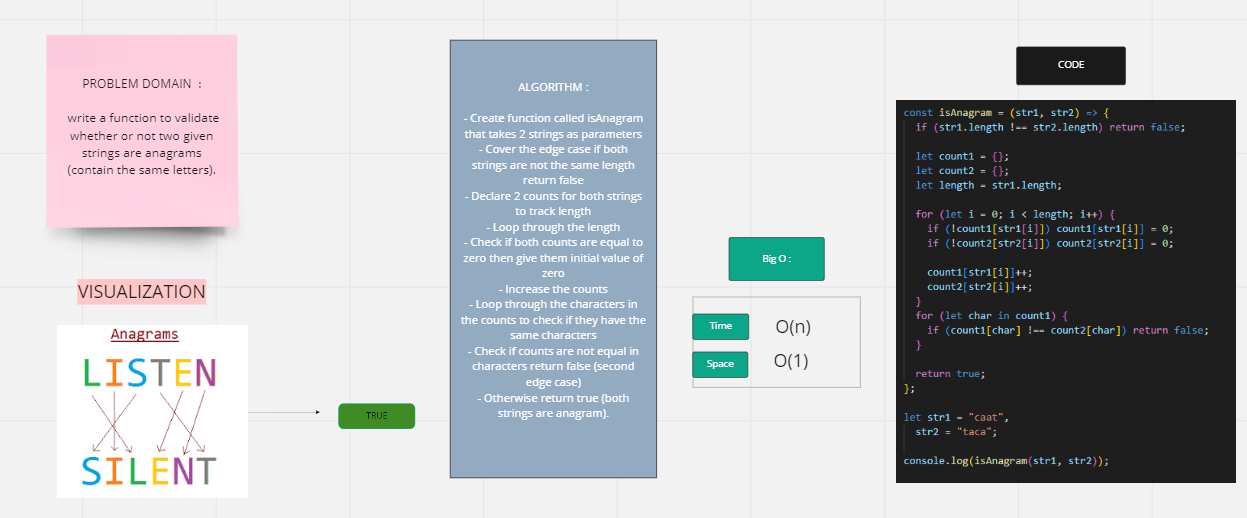 PROBLEM DOMAIN :
write a function to validate
whether or not two given
strings are anagrams
(contain the same letters).
VISUALIZATION
Anagrams
LISTEN
SILENT
TRUE
ALGORITHM :
- Create function called isAnagram
that takes 2 strings as parameters
- Cover the edge case if both
strings are not the same length
return false
- Declare 2 counts for both strings
to track length
- Loop through the length
- Check if both counts are equal to
zero then give them initial value of
zero
- Increase the counts
- Loop through the characters in
the counts to check if they have the
same characters
- Check if counts are not equal in
characters return false (second
edge case)
- Otherwise return true (both
strings are anagram).
Big O :
Time O(n)
Space O(1)
CODE
const isAnagram = (str1, str2) => {
if (str1.length !== str2.length) return false;
let count1 = {};
let count2 = {};
let length = str1.length;
for (let i = 0; i < length; i++) {
if (!count1[str1[i]]) count1[str1[i]] = 0;
if (!count2[str2[i]]) count2[str2[i]] = 0;
count1[str1[i]]++;
count2[str2[i]]++;
}
for (let char in count1) {
if (count1[char] !== count2[char]) return false;
}
return true;
};
let str1 = "caat",
str2 = "taca";
console.log(isAnagram(str1, str2));